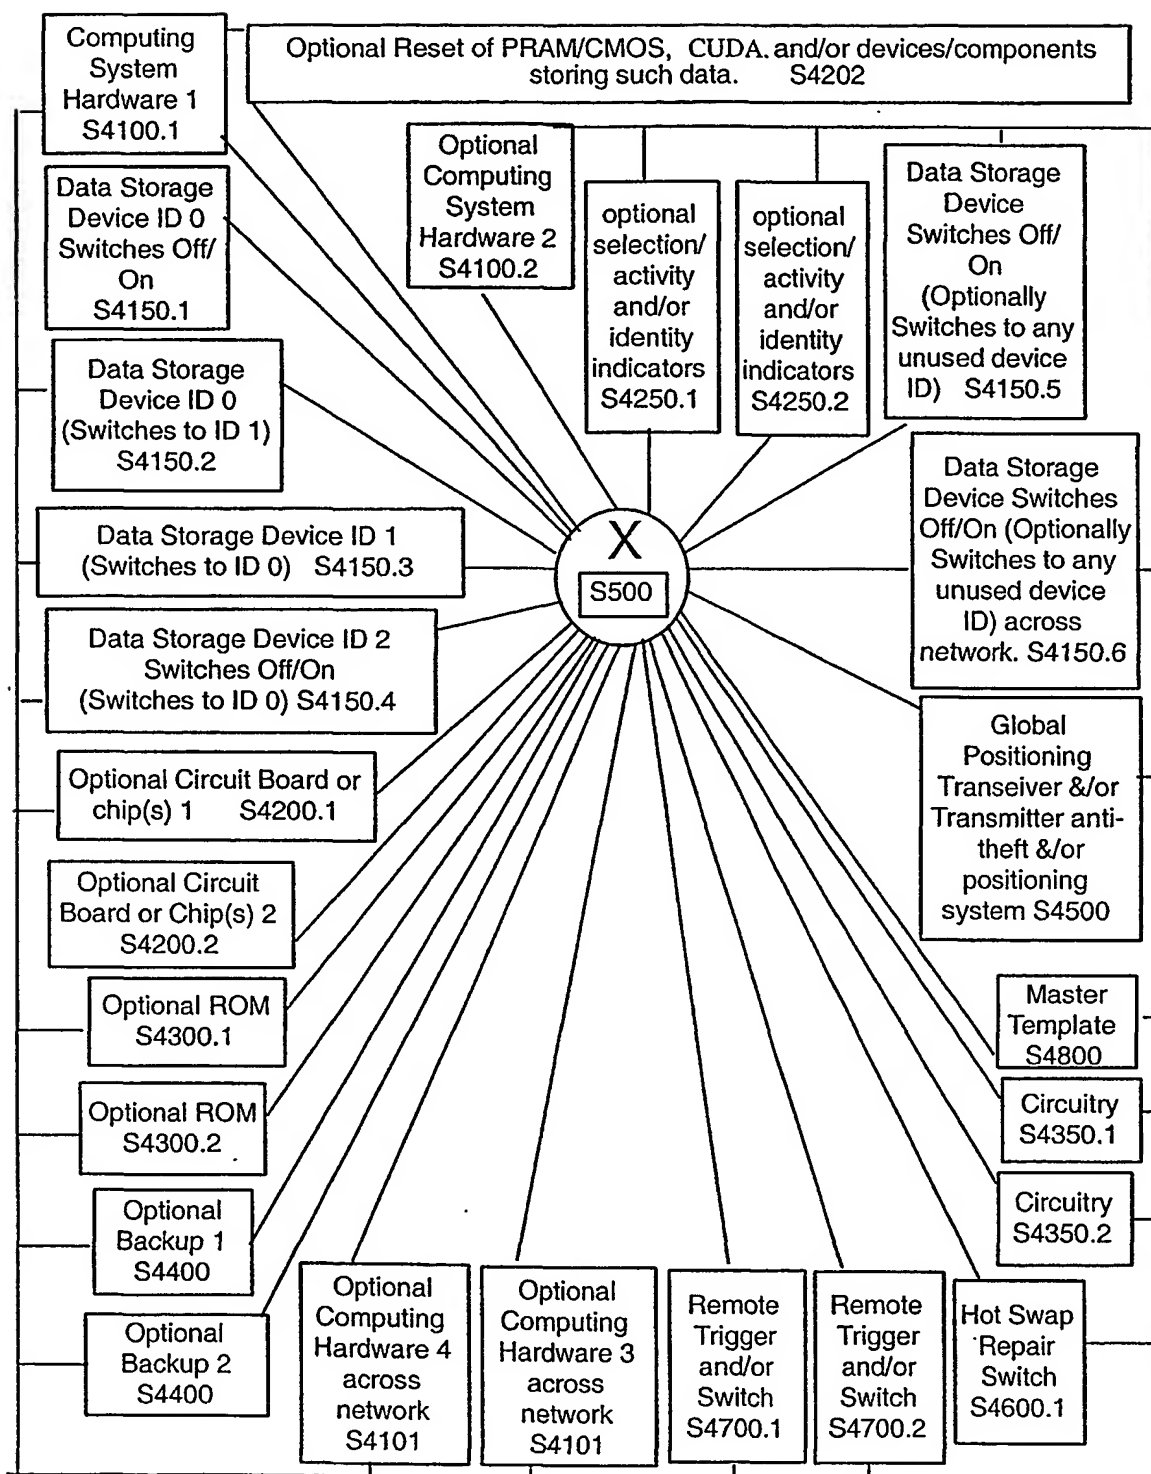 Computing
System
Hardware 1
S4100.1
Optional Reset of PRAM/CMOS, CUDA. and/or devices/components
storing such data. S4202
Data Storage
Device ID 0
Switches Off/
On
S4150.1
Optional
Computing
System
Hardware 2
S4100.2
optional
selection/
activity
and/or
identity
indicators
S4250.1
optional
selection/
activity
and/or
identity
indicators
S4250.2
Data Storage
Device
Switches Off/
On
(Optionally
Switches to any
unused device
ID) S4150.5
Data Storage
Device ID 0
(Switches to ID 1)
S4150.2
Data Storage
Device Switches
Off/On (Optionally
Switches to any
unused device
ID) across
network. S4150.6
Data Storage Device ID 1
(Switches to ID 0) S4150.3
X
S500
Data Storage Device ID 2
Switches Off/On
(Switches to ID 0) S4150.4
Global
Positioning
Transeiver &/or
Transmitter anti-
theft &/or
positioning
system S4500
Optional Circuit Board or
chip(s) 1 S4200.1
Optional Circuit
Board or Chip(s) 2
S4200.2
Optional ROM
S4300.1
Master
Template
S4800
Optional ROM
S4300.2
Circuitry
S4350.1
Circuitry
S4350.2
Optional
Backup 1
S4400
Optional
Backup 2
S4400
Optional
Computing
Hardware 4
across
network
S4101
Optional
Computing
Hardware 3
across
network
S4101
Remote
Trigger
and/or
Switch
S4700.1
Remote
Trigger
and/or
Switch
S4700.2
Hot Swap
Repair
Switch
S4600.1